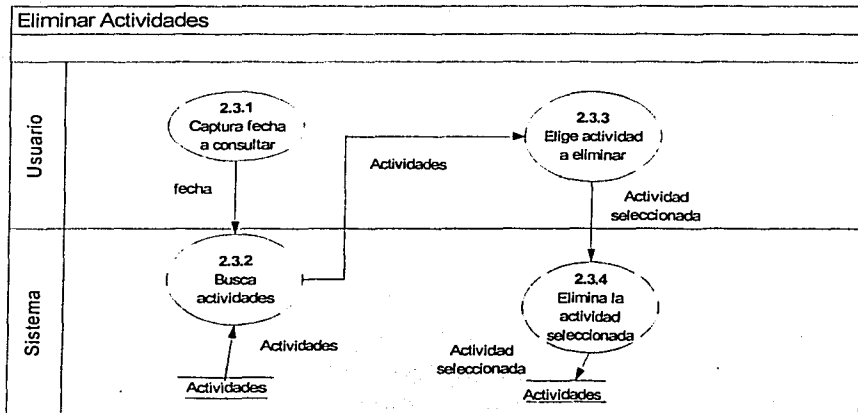 Eliminar Actividades
Usuario
2.3.1
Captura fecha
a consultar
fecha
Actividades
2.3.3
Elige actividad
a eliminar
Actividad
seleccionada
Sistema
2.3.2
Busca
actividades
Actividades
Actividades
2.3.4
Elimina la
actividad
seleccionada
Actividad
seleccionada
Actividades